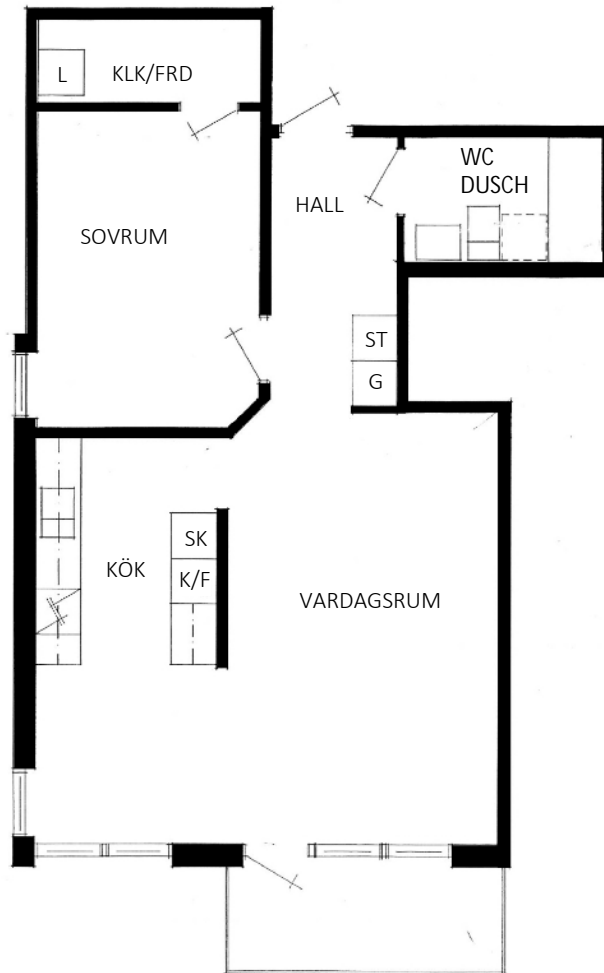 L
KLK/FRD
WC
DUSCH
HALL
SOVRUM
ST
G
SK
KÖK
K/F
VARDAGSRUM